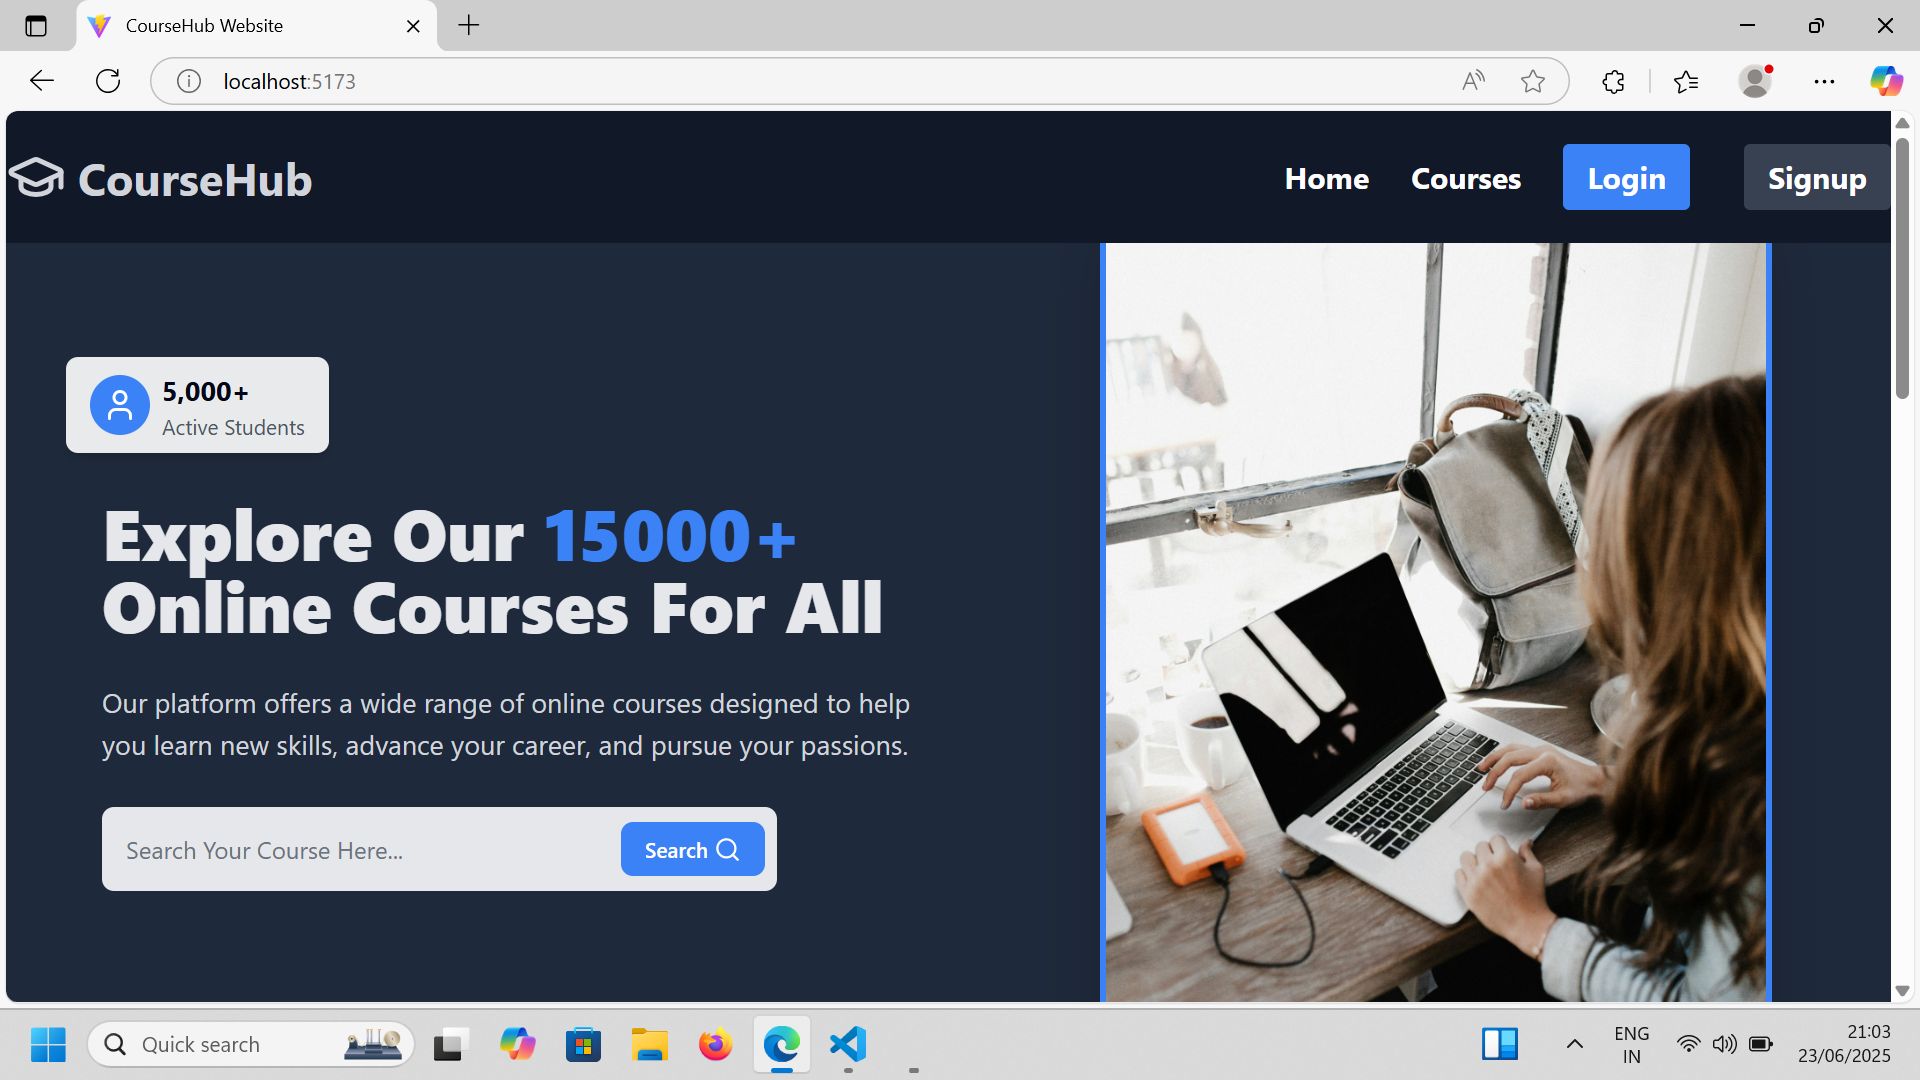 CourseHub Website
localhost:5173
CourseHub
Home
Courses
Login
Signup
5,000+
Active Students
Explore Our 15000+
Online Courses For All
Our platform offers a wide range of online courses designed to help
you learn new skills, advance your career, and pursue your passions.
Search Your Course Here...
Search
Quick search
ENG
IN
21:03
23/06/2025